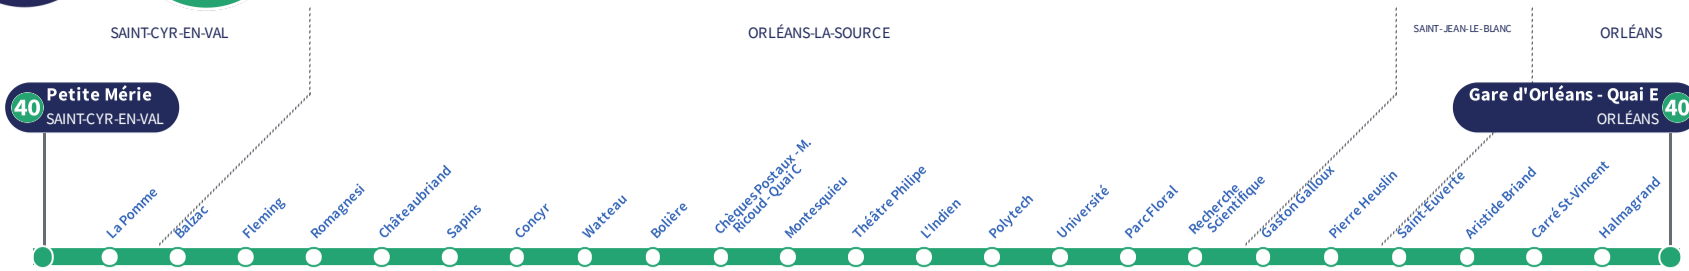 SAINT-CYR-EN-VAL
ORLÉANS-LA-SOURCE
SAINT-JEAN-LE-BLANC
ORLÉANS
40
Petite Mérie
SAINT-CYR-EN-VAL
Gare d'Orléans - Quai E
ORLÉANS
40
La Pomme
Balzac
Fleming
Romagnesi
Châteaubriand
Sapins
Concyr
Watteau
Bolière
Chèques Postaux - M.
Ricoud - Quai C
Montesquieu
Théâtre Philipe
L'Indien
Polytech
Université
Parc Floral
Recherche
Scientifique
Gaston Galloux
Pierre Heuslin
Saint-Euverte
Aristide Briand
Carré St-Vincent
Halmagrand